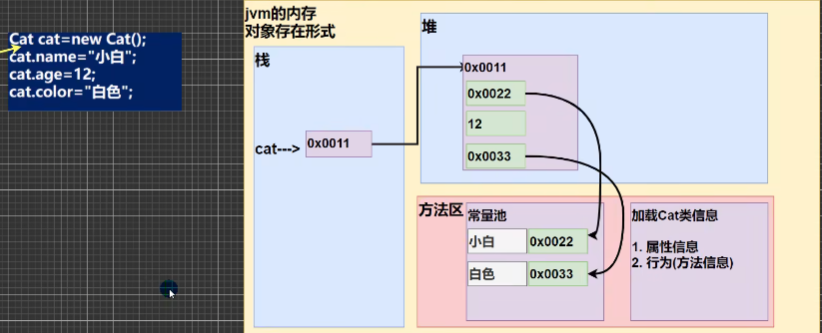 Cat cat=new Cat();
cat.name="小白";
cat.age=12;
cat.color="白色";
jvm的内存
对象存在形式
栈
cat--->
0x0011
堆
0x0011
0x0022
12
0x0033
方法区
常量池
小白 0x0022
白色 0x0033
加载Cat类信息
1. 属性信息
2. 行为(方法信息)